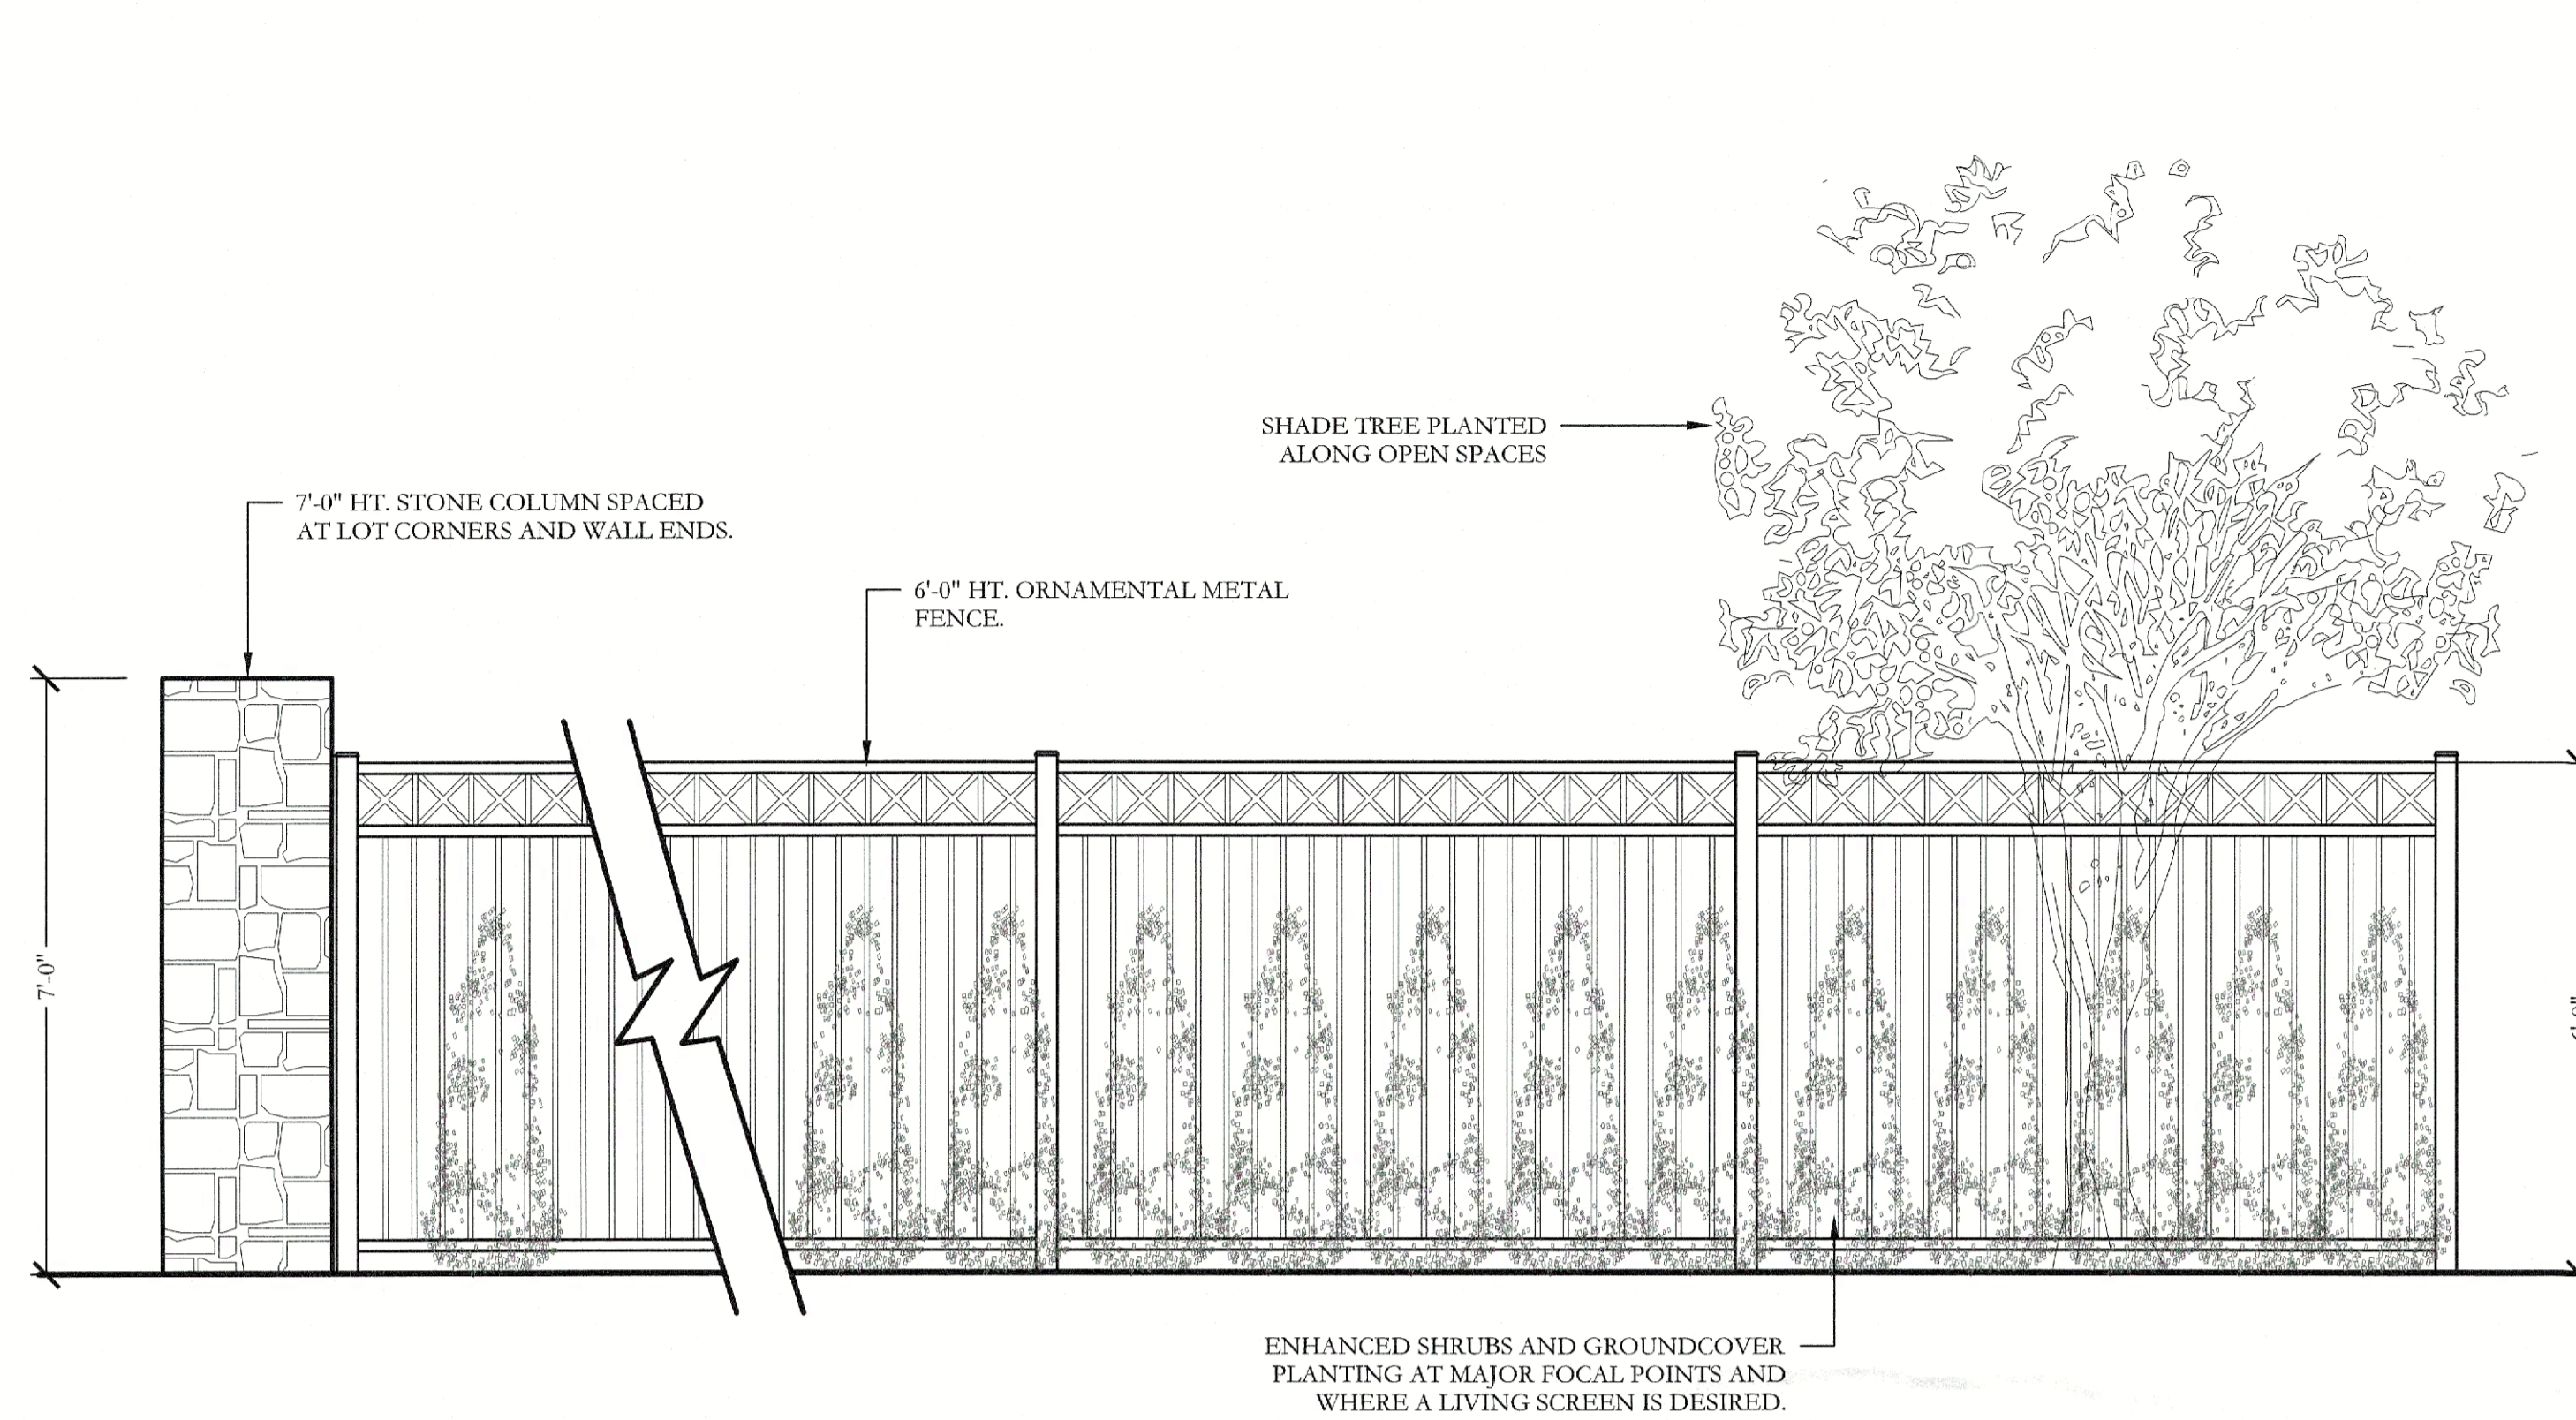 SHADE TREE PLANTED
ALONG OPEN SPACES
7'-0" HT. STONE COLUMN SPACED
AT LOT CORNERS AND WALL ENDS.
6'-0" HT. ORNAMENTAL METAL
FENCE.
7'-0"
ENHANCED SHRUBS AND GROUNDCOVER
PLANTING AT MAJOR FOCAL POINTS AND
WHERE A LIVING SCREEN IS DESIRED.